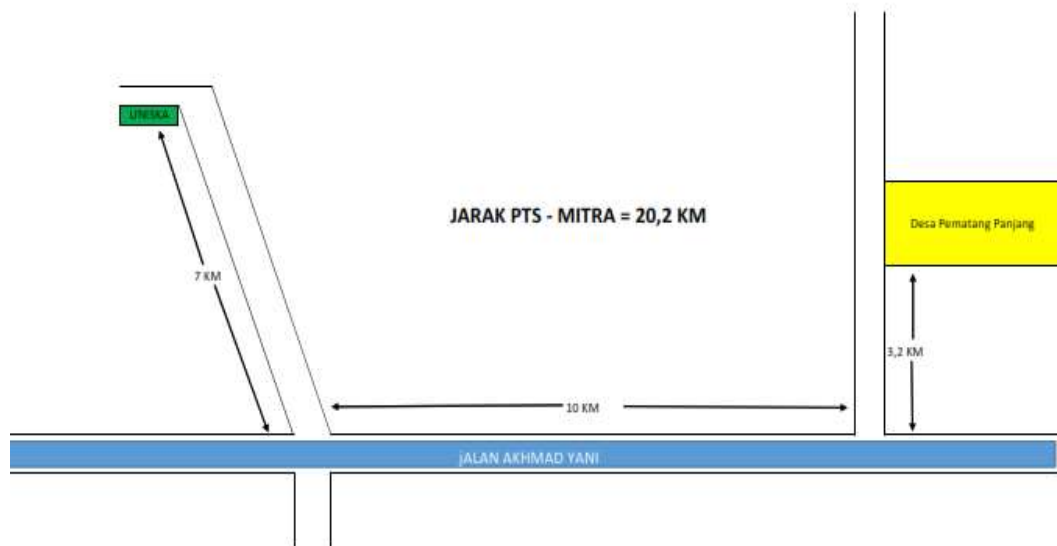 UNISKA
JARAK PTS - MITRA = 20,2 KM
Desa Pematang Panjang
7 KM
3,2 KM
10 KM
jALAN AKHMAD YANI